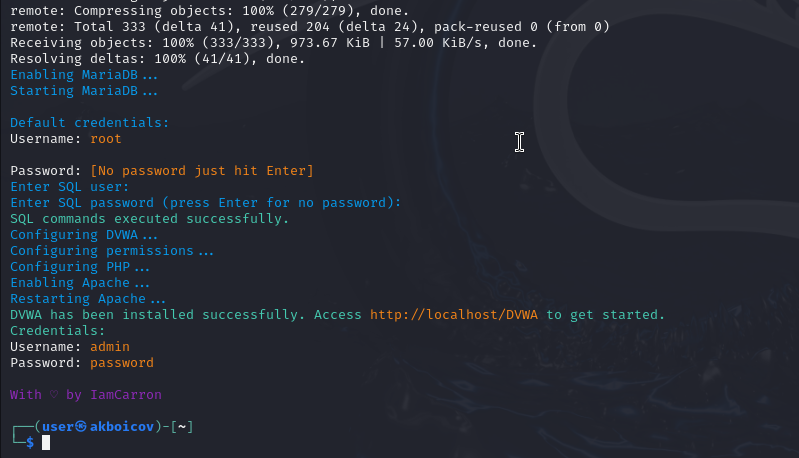 remote: Compressing objects: 100% (279/279), done.
remote: Total 333 (delta 41), reused 204 (delta 24), pack-reused 0 (from 0)
Receiving objects: 100% (333/333), 973.67 KiB | 57.00 KiB/s, done.
Resolving deltas: 100% (41/41), done.
Enabling MariaDB...
Starting MariaDB...
Default credentials:
Username: root
Password: [No password just hit Enter]
Enter SQL user:
Enter SQL password (press Enter for no password):
SQL commands executed successfully.
Configuring DVWA...
Configuring permissions...
Configuring PHP...
Enabling Apache...
Restarting Apache...
DVWA has been installed successfully. Access http://localhost/DVWA to get started.
Credentials:
Username: admin
Password: password
With ♡ by IamCarron
┌──(user㉿akboicov)-[~]
└─$